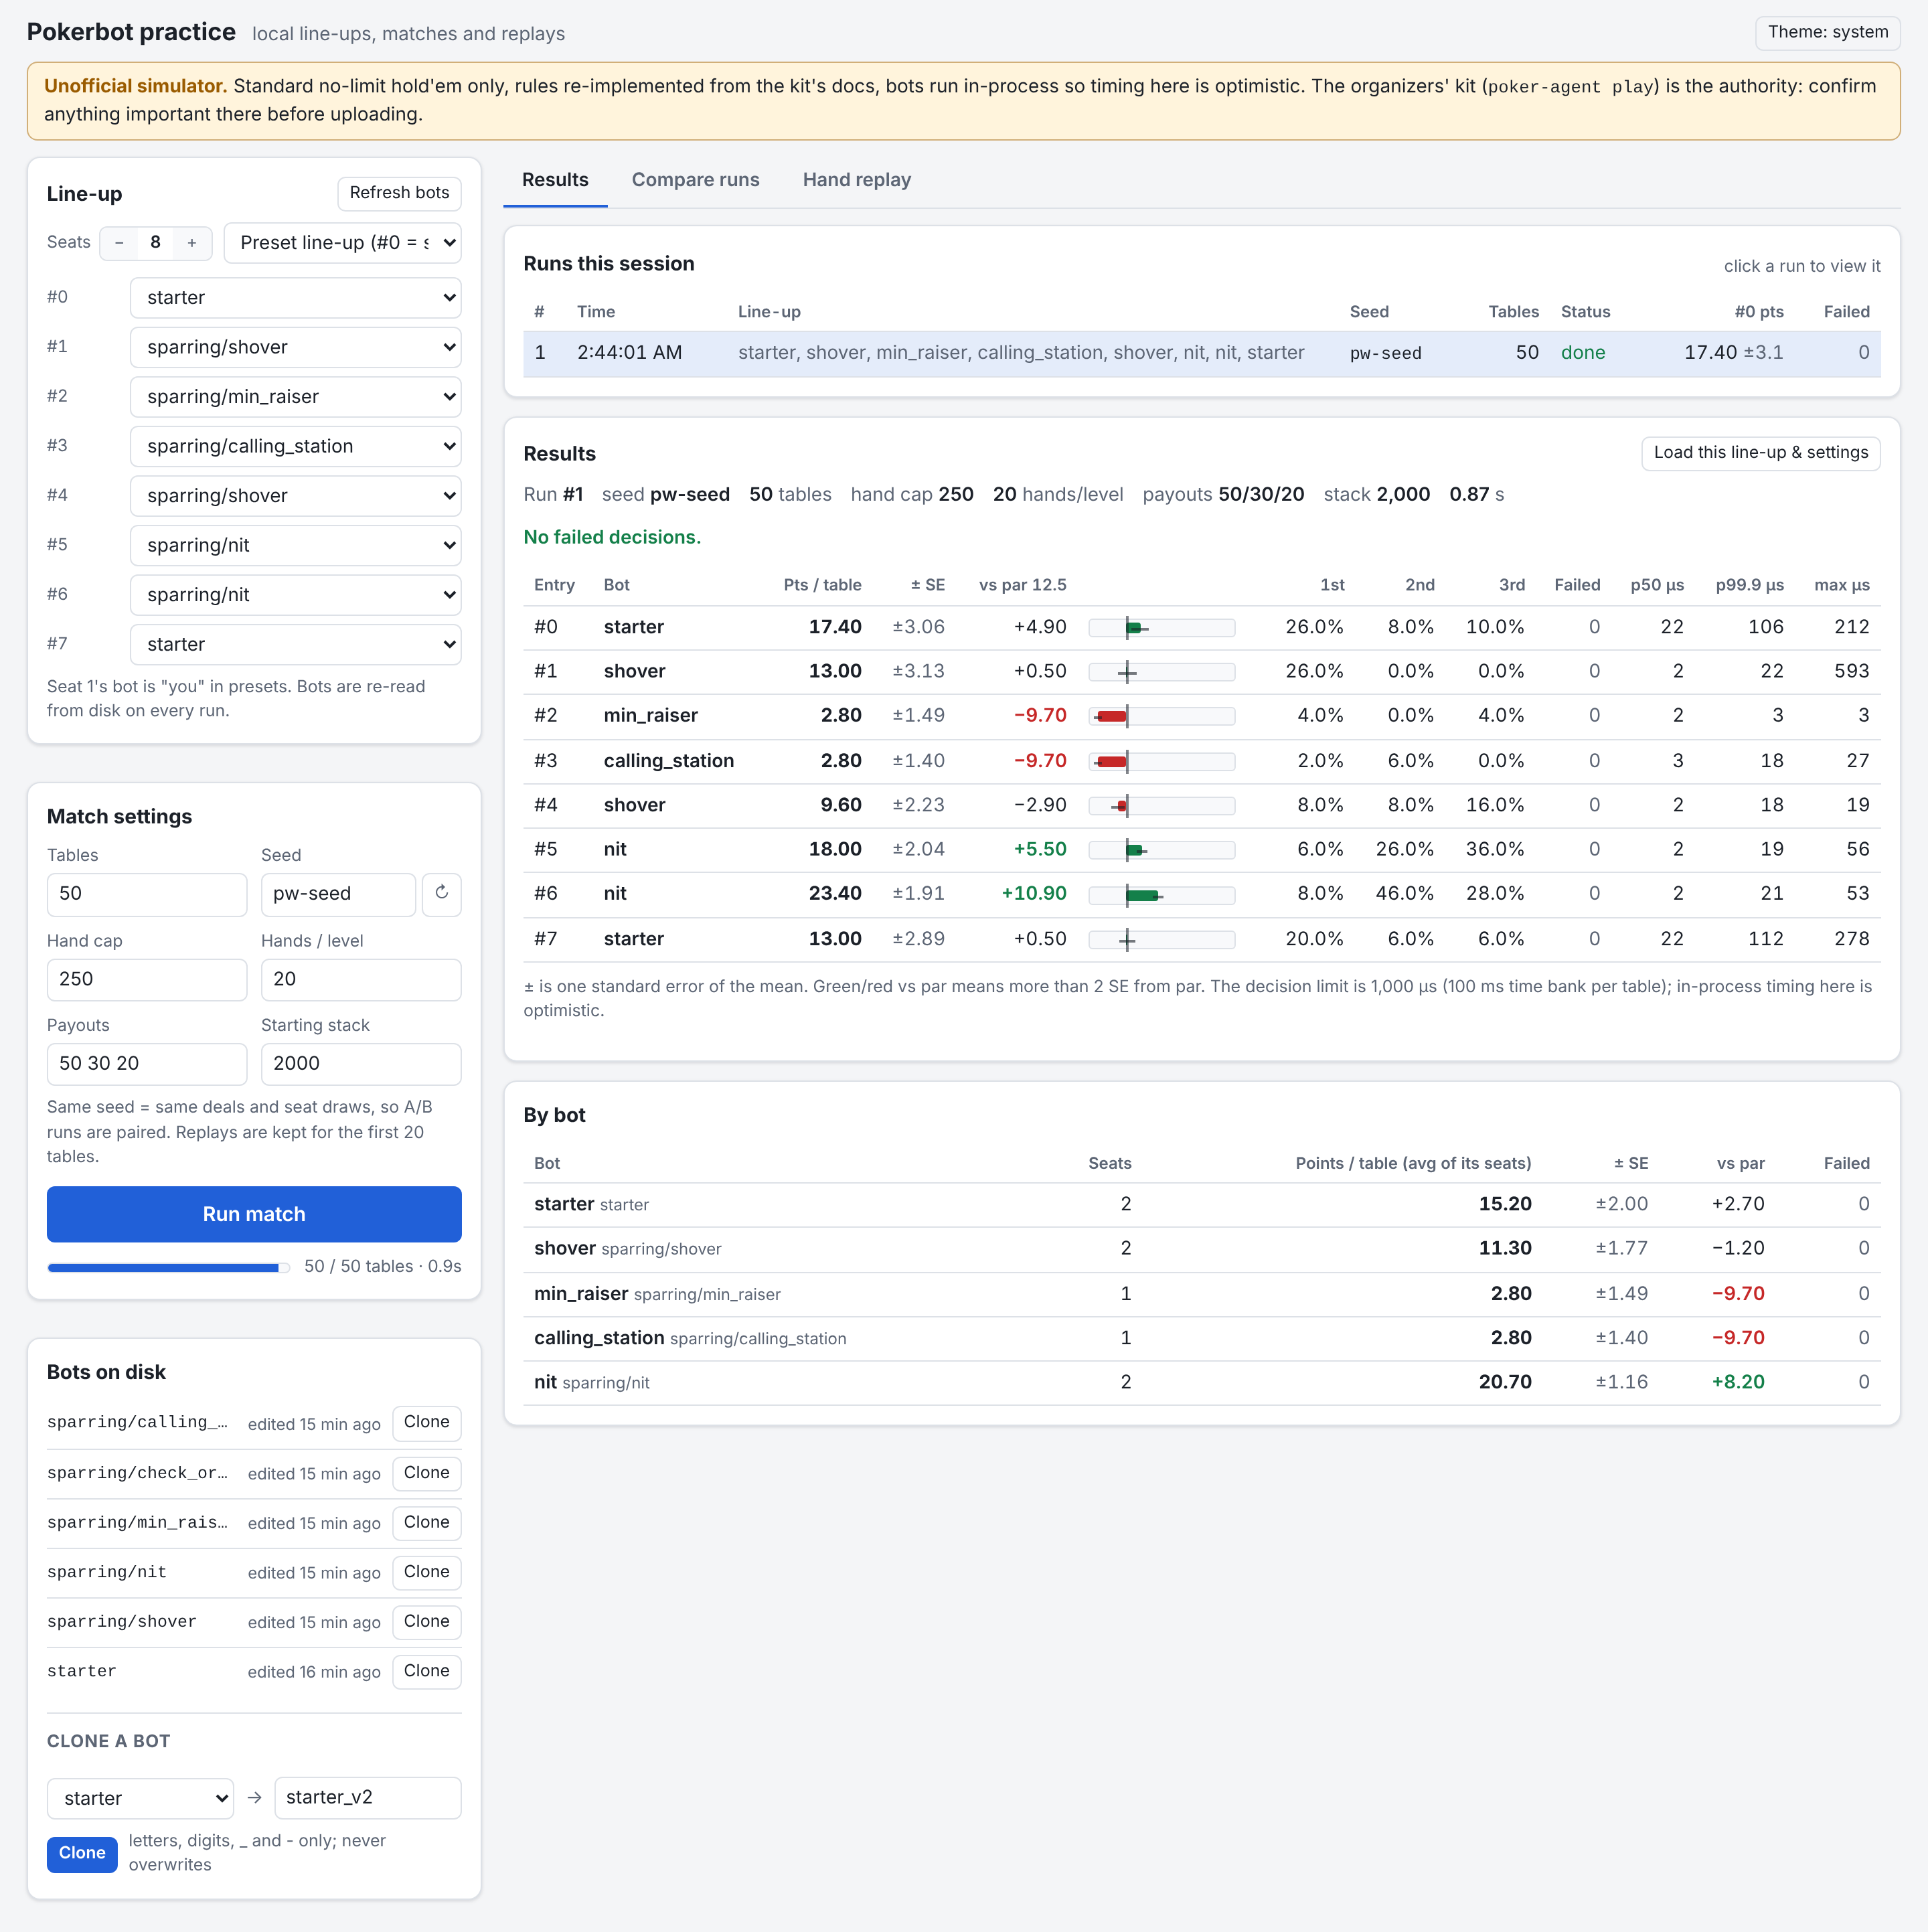 Pokerbot practice local line-ups, matches and replays
Theme: system
Unofficial simulator. Standard no-limit hold'em only, rules re-implemented from the kit's docs, bots run in-process so timing here is optimistic. The organizers' kit (poker-agent play) is the authority: confirm
anything important there before uploading.
Line-up
Refresh bots
Seats − 8 + Preset line-up (#0 = s
#0 starter
#1 sparring/shover
#2 sparring/min_raiser
#3 sparring/calling_station
#4 sparring/shover
#5 sparring/nit
#6 sparring/nit
#7 starter
Seat 1's bot is "you" in presets. Bots are re-read
from disk on every run.
Match settings
Tables Seed
50 pw-seed ↻
Hand cap Hands / level
250 20
Payouts Starting stack
50 30 20 2000
Same seed = same deals and seat draws, so A/B
runs are paired. Replays are kept for the first 20
tables.
Run match
50 / 50 tables · 0.9s
Bots on disk
sparring/calling_… edited 15 min ago Clone
sparring/check_or… edited 15 min ago Clone
sparring/min_rais… edited 15 min ago Clone
sparring/nit edited 15 min ago Clone
sparring/shover edited 15 min ago Clone
starter edited 16 min ago Clone
CLONE A BOT
starter → starter_v2
Clone
letters, digits, _ and - only; never
overwrites
Results Compare runs Hand replay
Runs this session
click a run to view it
# Time Line-up Seed Tables Status #0 pts Failed
1 2:44:01 AM starter, shover, min_raiser, calling_station, shover, nit, nit, starter pw-seed 50 done 17.40 ±3.1 0
Results
Load this line-up & settings
Run #1 seed pw-seed 50 tables hand cap 250 20 hands/level payouts 50/30/20 stack 2,000 0.87 s
No failed decisions.
Entry Bot Pts / table ± SE vs par 12.5 1st 2nd 3rd Failed p50 µs p99.9 µs max µs
#0 starter 17.40 ±3.06 +4.90 26.0% 8.0% 10.0% 0 22 106 212
#1 shover 13.00 ±3.13 +0.50 26.0% 0.0% 0.0% 0 2 22 593
#2 min_raiser 2.80 ±1.49 −9.70 4.0% 0.0% 4.0% 0 2 3 3
#3 calling_station 2.80 ±1.40 −9.70 2.0% 6.0% 0.0% 0 3 18 27
#4 shover 9.60 ±2.23 −2.90 8.0% 8.0% 16.0% 0 2 18 19
#5 nit 18.00 ±2.04 +5.50 6.0% 26.0% 36.0% 0 2 19 56
#6 nit 23.40 ±1.91 +10.90 8.0% 46.0% 28.0% 0 2 21 53
#7 starter 13.00 ±2.89 +0.50 20.0% 6.0% 6.0% 0 22 112 278
± is one standard error of the mean. Green/red vs par means more than 2 SE from par. The decision limit is 1,000 µs (100 ms time bank per table); in-process timing here is
optimistic.
By bot
Bot Seats Points / table (avg of its seats) ± SE vs par Failed
starter starter 2 15.20 ±2.00 +2.70 0
shover sparring/shover 2 11.30 ±1.77 −1.20 0
min_raiser sparring/min_raiser 1 2.80 ±1.49 −9.70 0
calling_station sparring/calling_station 1 2.80 ±1.40 −9.70 0
nit sparring/nit 2 20.70 ±1.16 +8.20 0